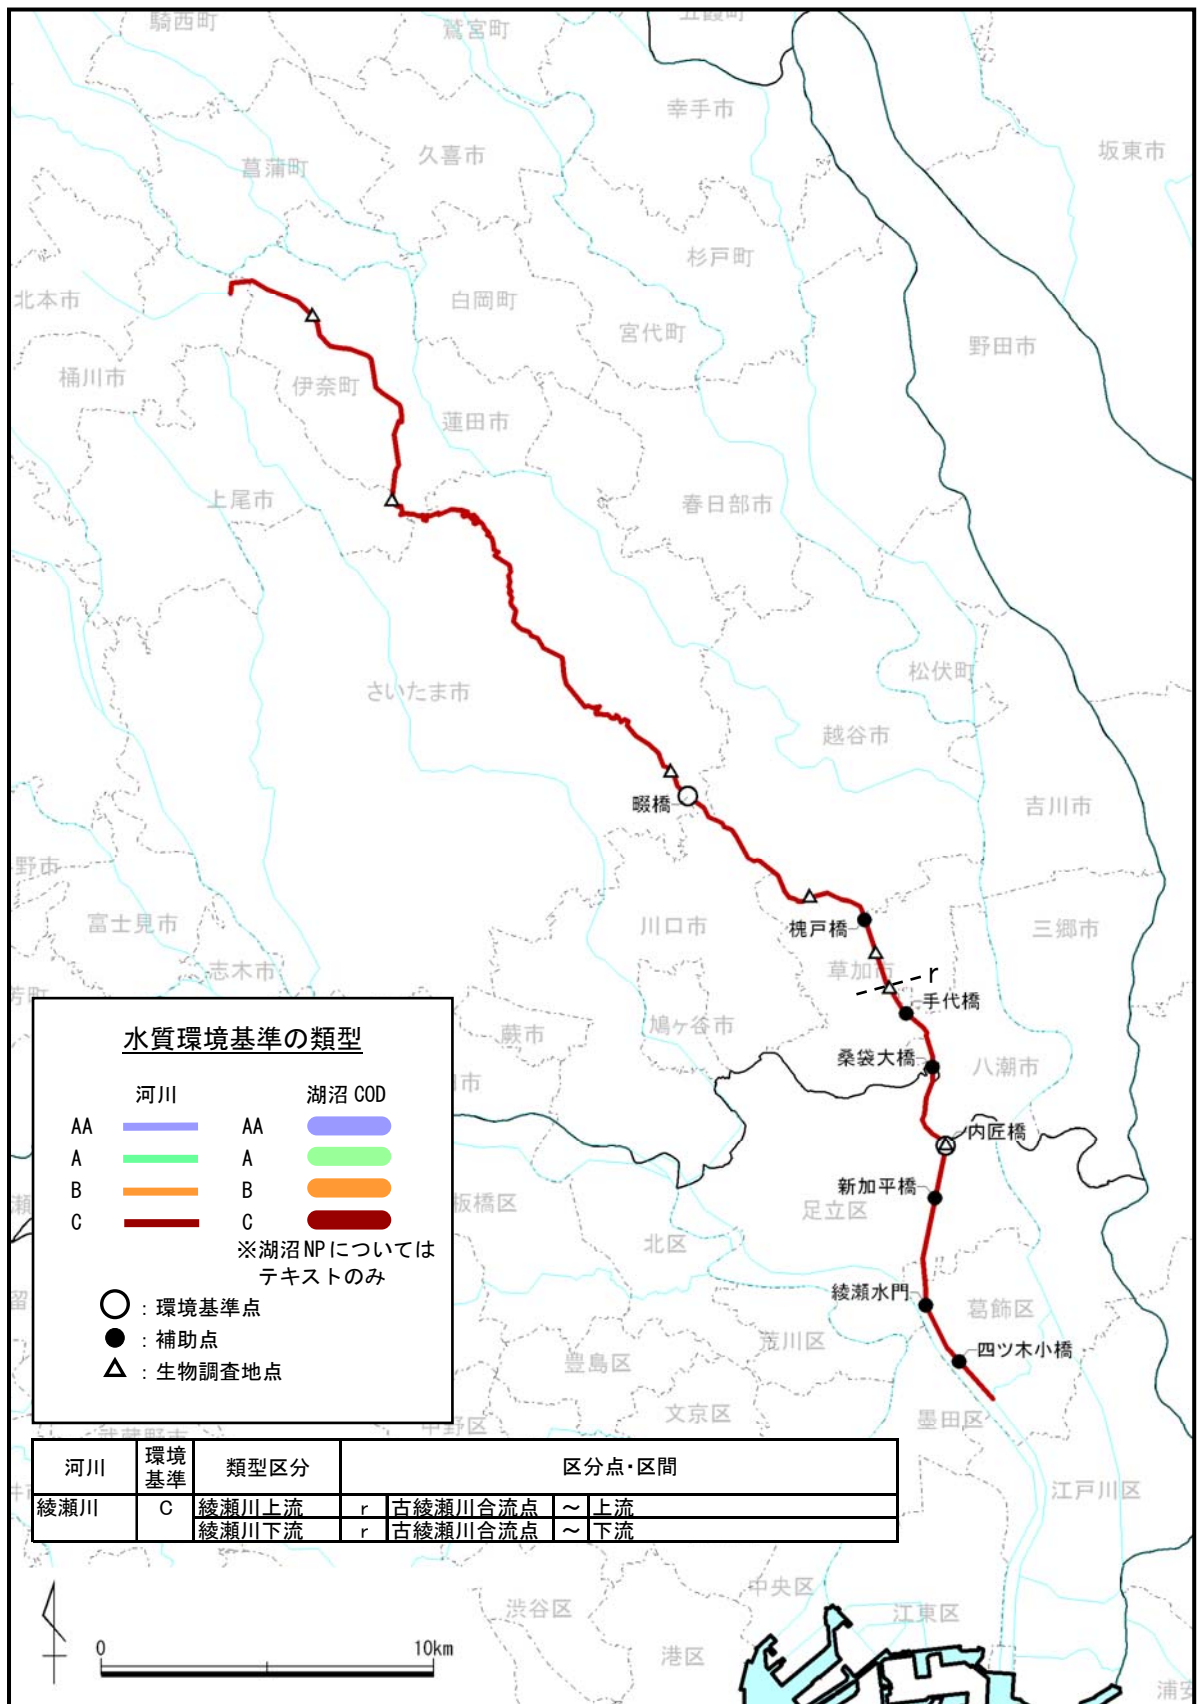 騎西町
鷲宮町
五霞町
幸手市
久喜市
坂東市
菖蒲町
杉戸町
北本市
白岡町
宮代町
野田市
桶川市
伊奈町
蓮田市
上尾市
春日部市
松伏町
さいたま市
越谷市
畷橋
吉川市
野市
富士見市
川口市
槐戸橋
三郷市
志木市
草加市
r
手代橋
蕨市
鳩ヶ谷市
桑袋大橋
八潮市
内匠橋
新加平橋
板橋区
足立区
北区
綾瀬水門
葛飾区
荒川区
四ツ木小橋
豊島区
文京区
墨田区
中野区
武蔵野市
水質環境基準の類型
河川 湖沼 COD
AA AA
A A
B B
C C
※湖沼 NP については
テキストのみ
：環境基準点
：補助点
：生物調査地点
河川 環境基準 類型区分 区分点・区間
綾瀬川 C 綾瀬川上流 r 古綾瀬川合流点 ～ 上流
綾瀬川下流 r 古綾瀬川合流点 ～ 下流
江戸川区
中央区
渋谷区
江東区
港区
0 10km